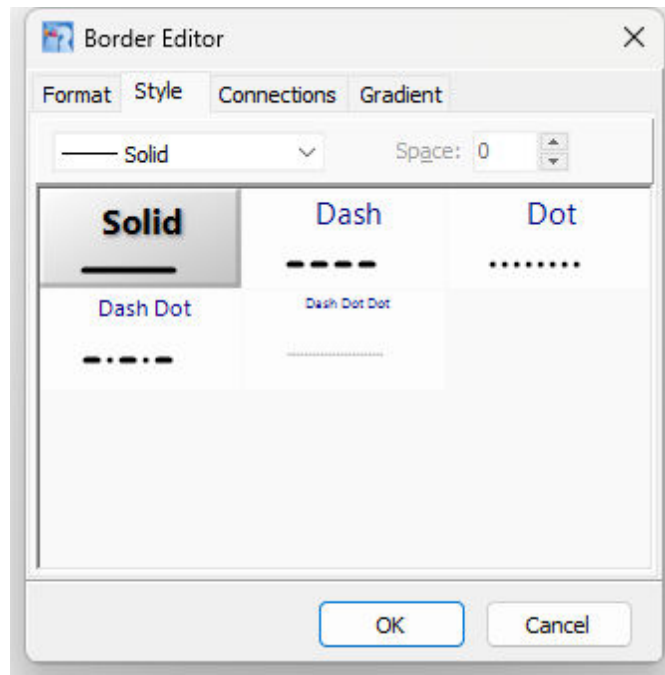 Border Editor
Format Style Connections Gradient
Solid Space: 0
Solid Dash Dot
Dash Dot Dash Dot Dot
OK Cancel